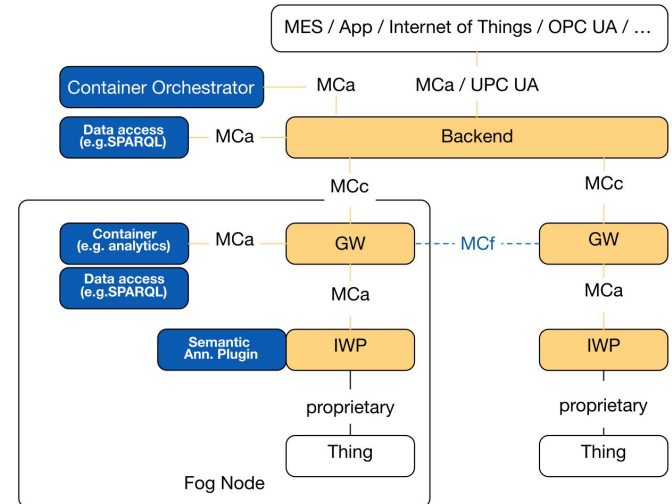 MES / App / Internet of Things / OPC UA / ...
Container Orchestrator
MCa
MCa / UPC UA
Data access
(e.g.SPARQL)
MCa
Backend
MCc
MCc
Container
(e.g. analytics)
MCa
GW
MCf
GW
Data access
(e.g.SPARQL)
MCa
MCa
Semantic
Ann. Plugin
IWP
IWP
proprietary
proprietary
Thing
Thing
Fog Node